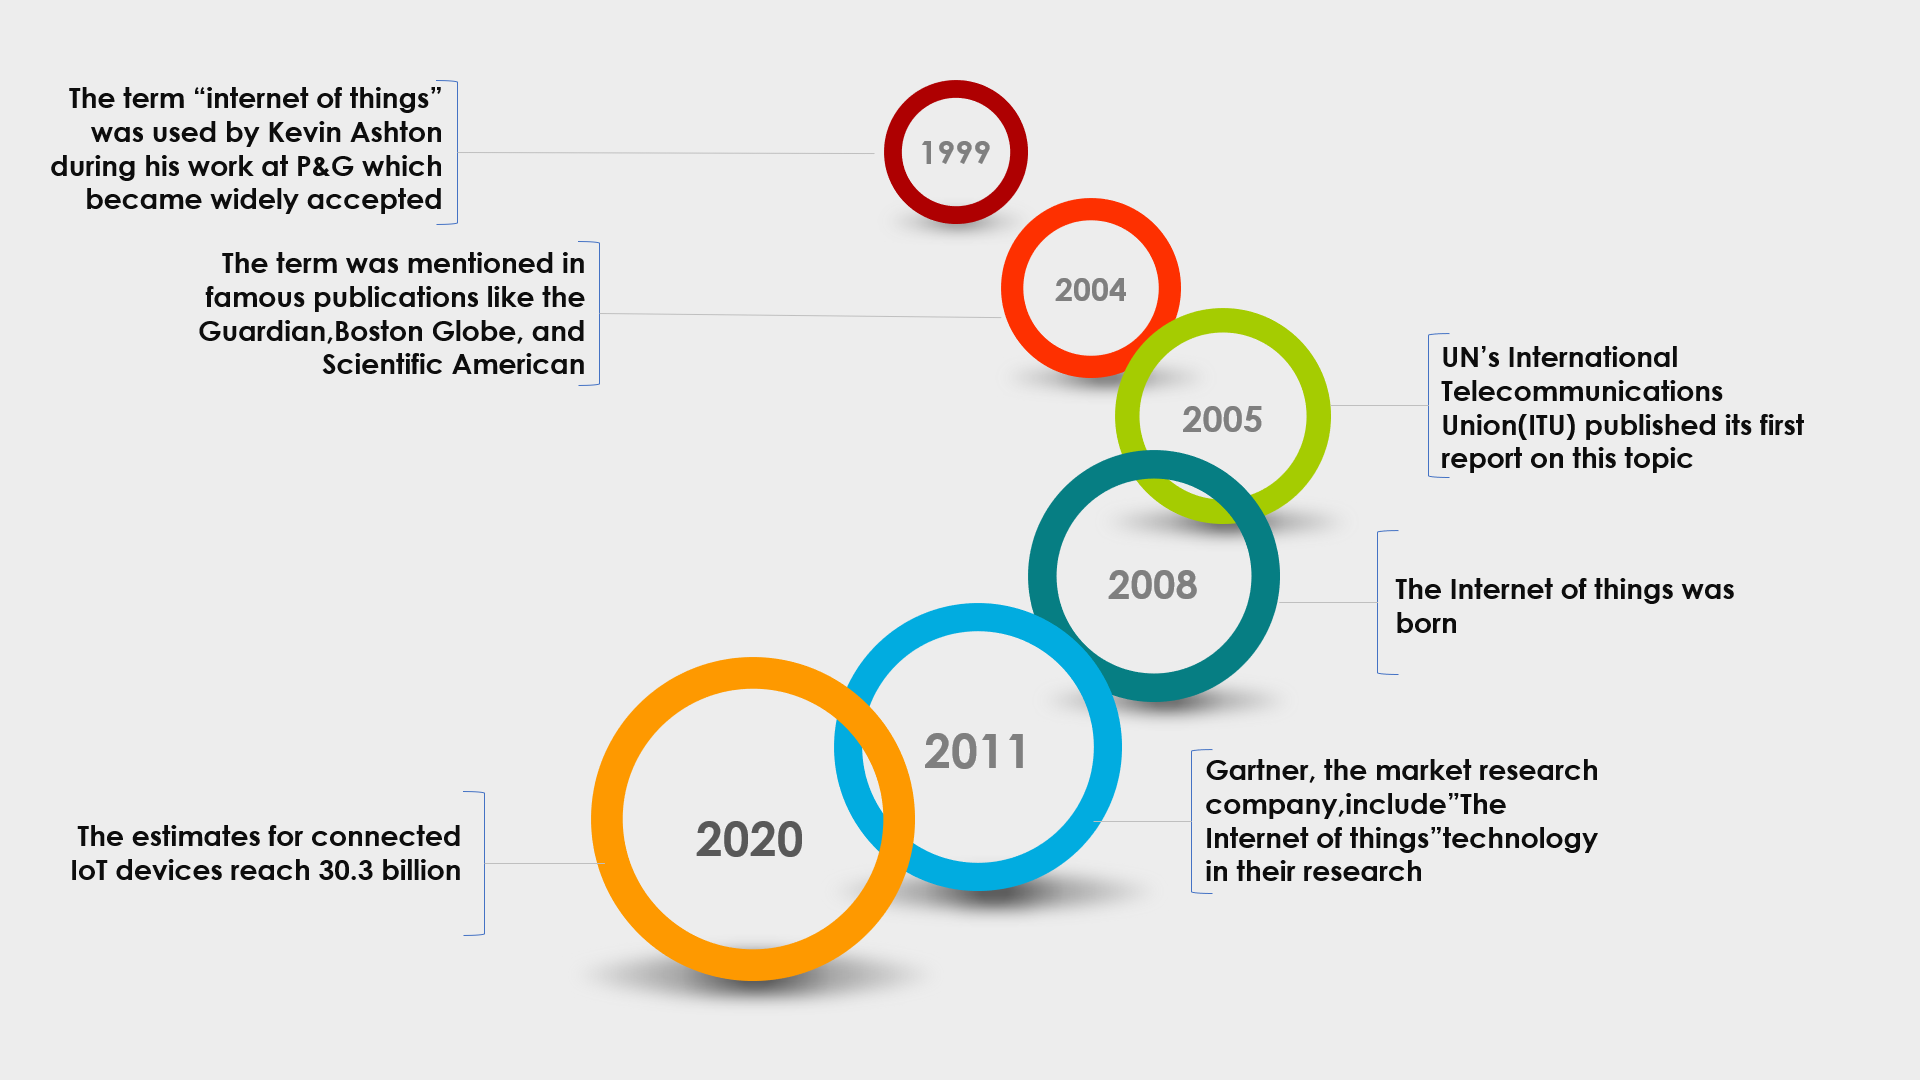 The term “internet of things”
was used by Kevin Ashton
during his work at P&G which
became widely accepted
1999
The term was mentioned in
famous publications like the
Guardian,Boston Globe, and
Scientific American
2004
2005
UN’s International
Telecommunications
Union(ITU) published its first
report on this topic
2008
The Internet of things was
born
2011
Gartner, the market research
company,include”The
Internet of things”technology
in their research
2020
The estimates for connected
IoT devices reach 30.3 billion